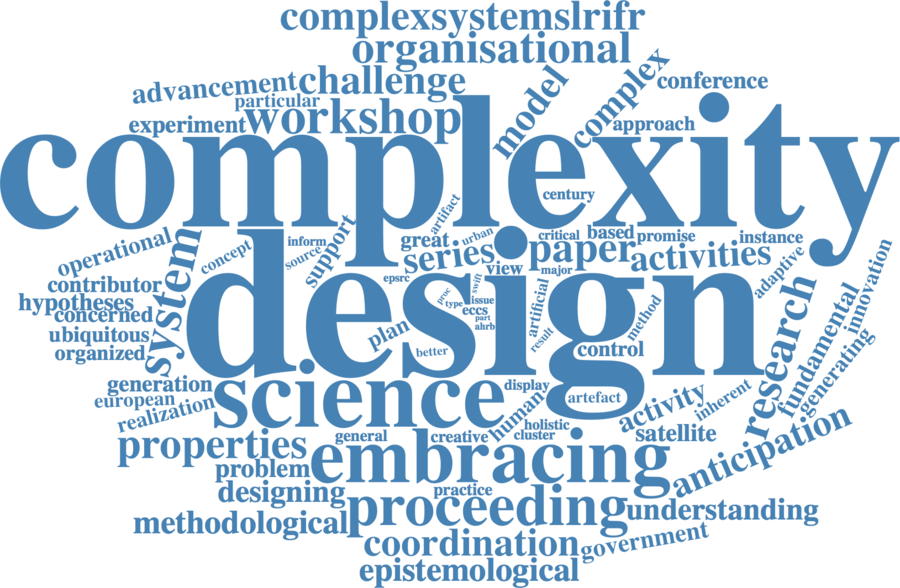 complexsystemslrifr
organisational
advancement
challenge
particular
experiment
workshop
model
complex
conference
approach
complexity
century
artifact
urban
critical
based
promise
instance
operational
system
concept
inform
source
support
great
series
view
paper
major
activities
adaptive
innovation
contributor
hypotheses
concerned
ubiquitous
organized
epsrc
proc
type
swift
issue
eccs
part
ahrb
artificial
result
method
design
plan
better
control
research
fundamental
generating
generation
european
realization
science
display
human
artefact
activity
inherent
holistic
cluster
satellite
properties
general
creative
problem
embracing
anticipation
designing
practice
proceeding
understanding
methodological
coordination
government
epistemological